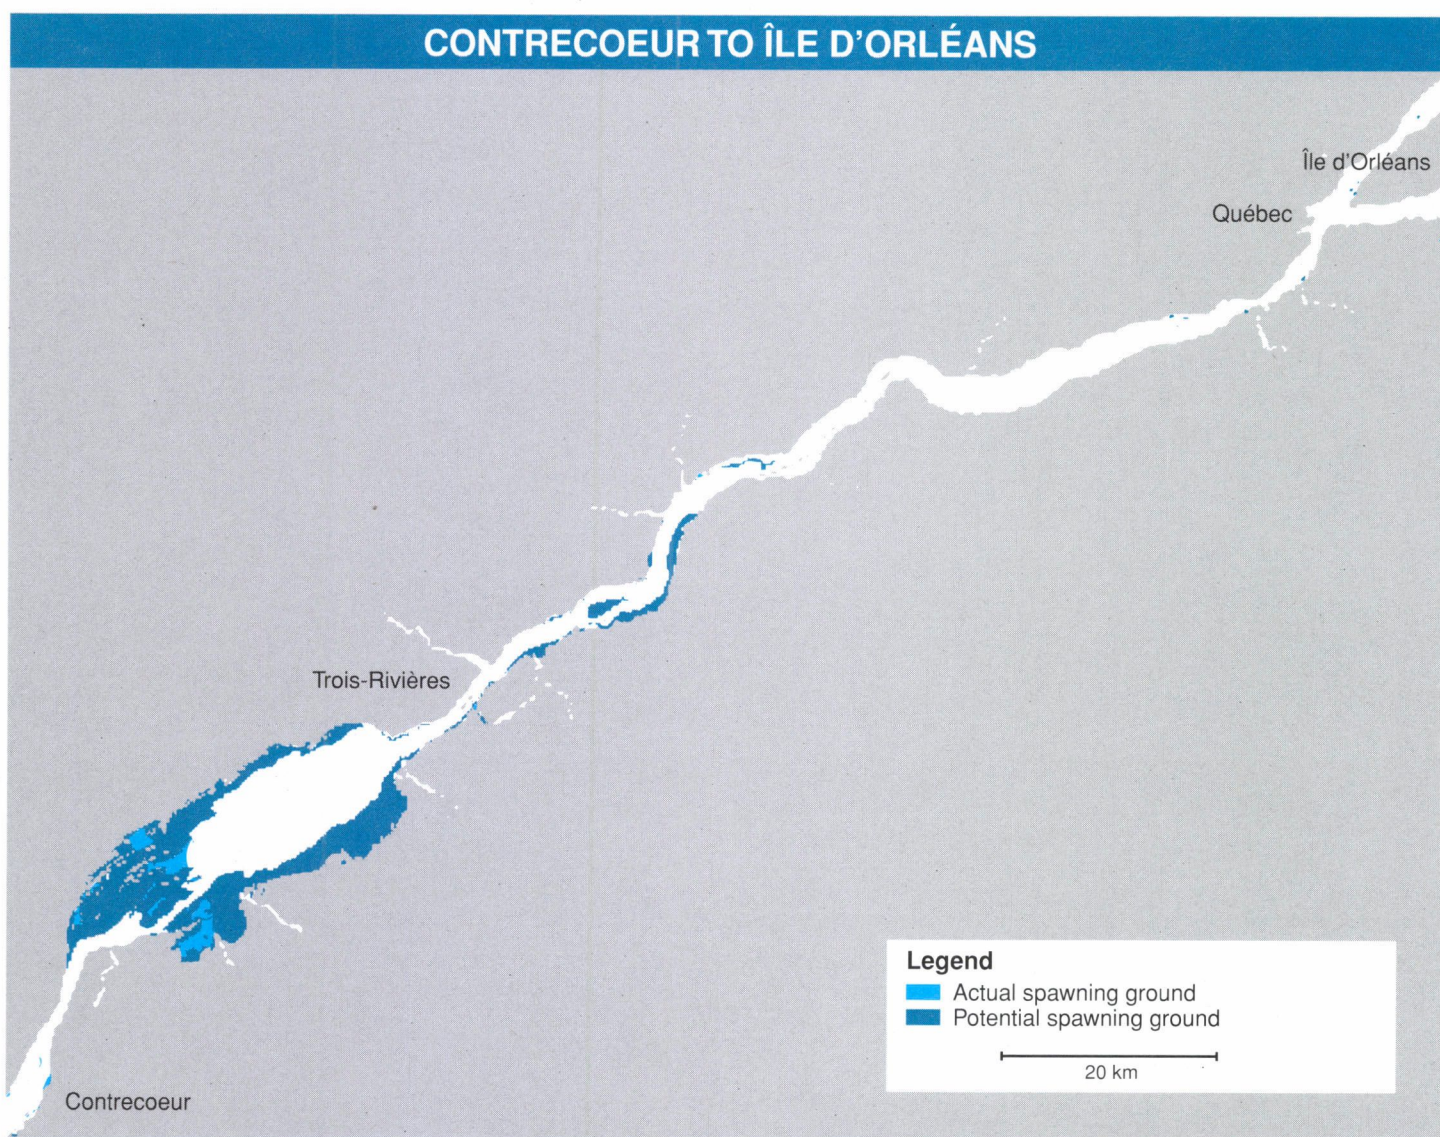 CONTRECOEUR TO ÎLE D'ORLÉANS
Île d'Orléans
Québec
Trois-Rivières
Contrecoeur
Legend
Actual spawning ground
Potential spawning ground
20 km